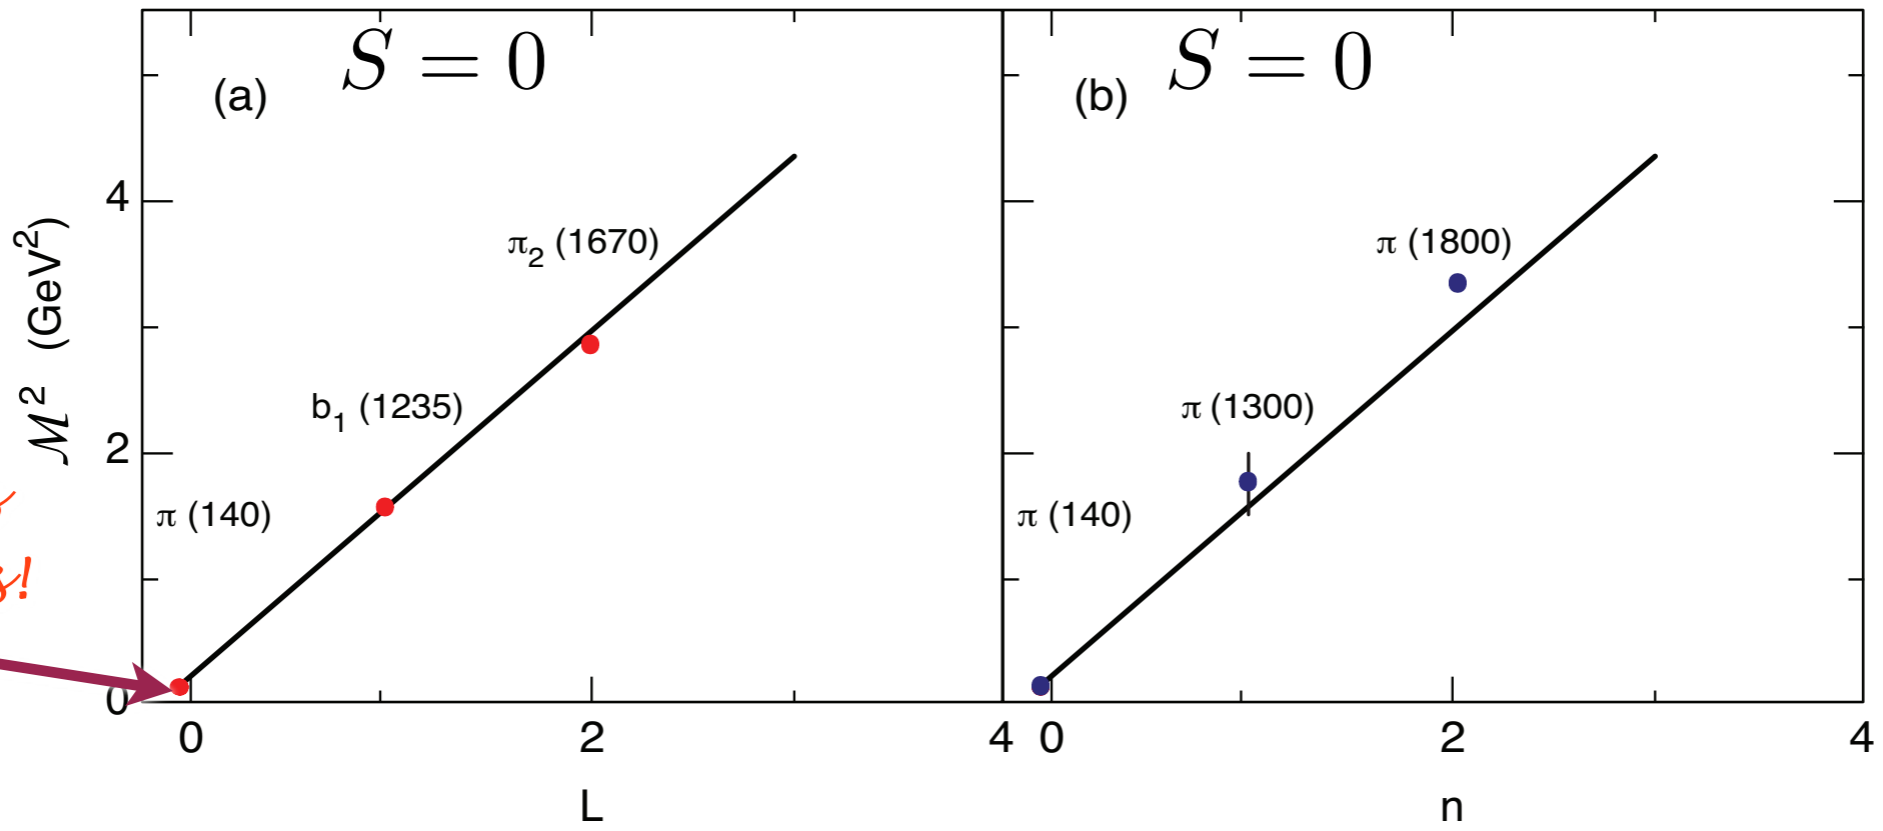 (a) S = 0
(b) S = 0
4
π₂ (1670)
π (1800)
M² (GeV²)
b₁ (1235)
π (1300)
2
π (140)
π (140)
0
0 2 4
0 2 4
L
n